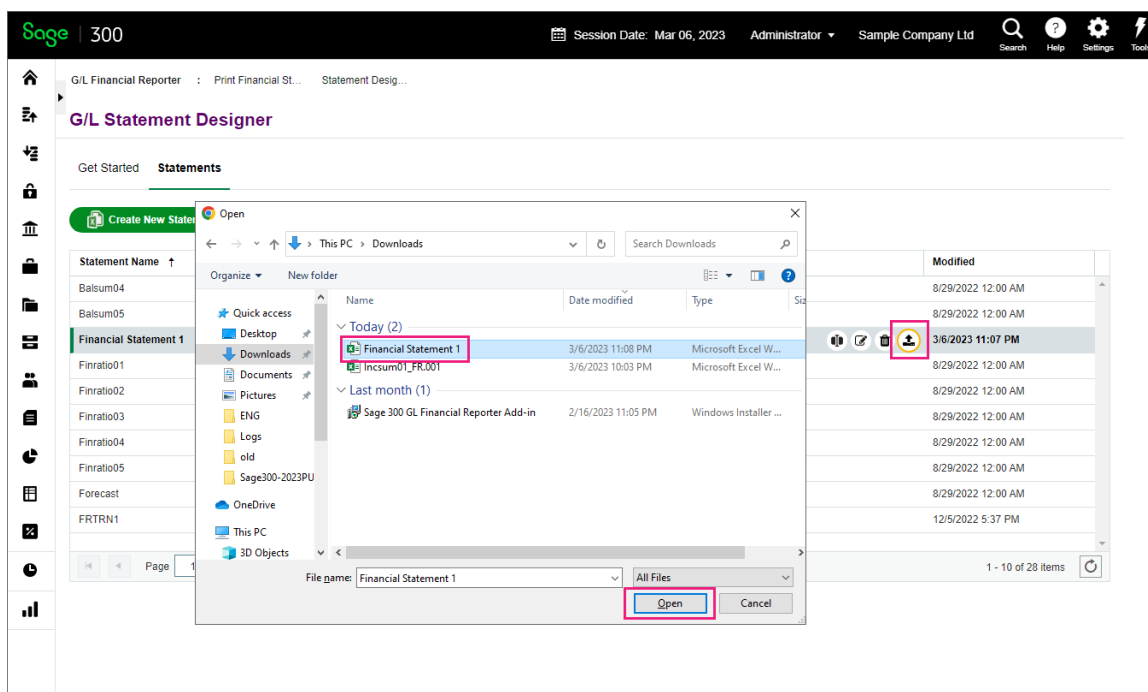 Sage 300 Session Date: Mar 06, 2023 Administrator Sample Company Ltd Search Help Settings Tools
G/L Financial Reporter : Print Financial St... Statement Desig...
G/L Statement Designer
Get Started Statements
Create New State
Statement Name Modified
Balsum04 8/29/2022 12:00 AM
Balsum05 8/29/2022 12:00 AM
Financial Statement 1 3/6/2023 11:07 PM
Finratio01 8/29/2022 12:00 AM
Finratio02 8/29/2022 12:00 AM
Finratio03 8/29/2022 12:00 AM
Finratio04 8/29/2022 12:00 AM
Finratio05 8/29/2022 12:00 AM
Forecast 8/29/2022 12:00 AM
FRTRN1 12/5/2022 5:37 PM
Page 1 1 - 10 of 28 items
Open
This PC > Downloads Search Downloads
Organize New folder
Quick access
Desktop
Downloads
Documents
Pictures
ENG
Logs
old
Sage300-2023PU
OneDrive
This PC
3D Objects
Name Date modified Type Siz
Today (2)
Financial Statement 1 3/6/2023 11:08 PM Microsoft Excel W...
Incsum01_FR.001 3/6/2023 10:03 PM Microsoft Excel W...
Last month (1)
Sage 300 GL Financial Reporter Add-in 2/16/2023 11:05 PM Windows Installer ...
File name: Financial Statement 1 All Files
Open Cancel